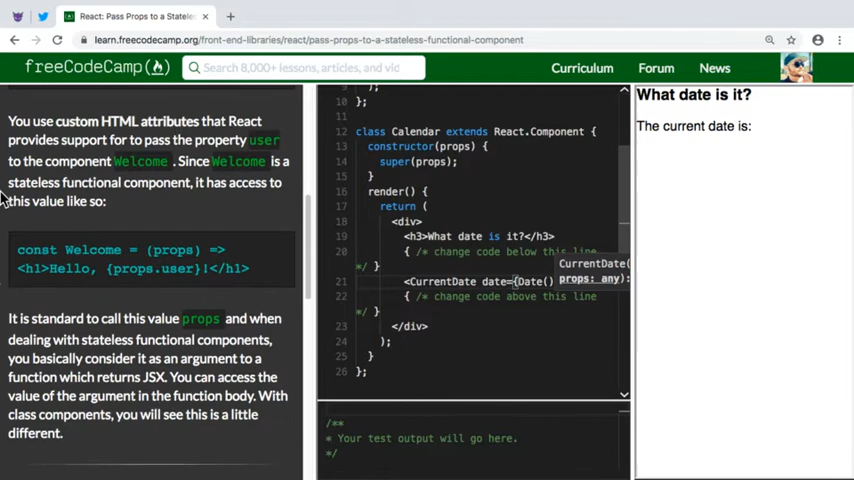 React: Pass Props to a Stateles
learn.freecodecamp.org/front-end-libraries/react/pass-props-to-a-stateless-functional-component
freeCodeCamp
Search 8,000+ lessons, articles, and vid
Curriculum
Forum
News
You use custom HTML attributes that React
provides support for to pass the property user
to the component Welcome . Since Welcome is a
stateless functional component, it has access to
this value like so:
const Welcome = (props) =>
<h1>Hello, {props.user}!</h1>
It is standard to call this value props and when
dealing with stateless functional components,
you basically consider it as an argument to a
function which returns JSX. You can access the
value of the argument in the function body. With
class components, you will see this is a little
different.
10 };
11
12 class Calendar extends React.Component {
13 constructor(props) {
14 super(props);
15 }
16 render() {
17 return (
18 <div>
19 <h3>What date is it?</h3>
20 { /* change code below this line
*/ }
21 <CurrentDate date={Date()
22 { /* change code above this line
*/ }
23 </div>
24 );
25 }
26 };
CurrentDate(
props: any):
/**
* Your test output will go here.
*/
What date is it?
The current date is: